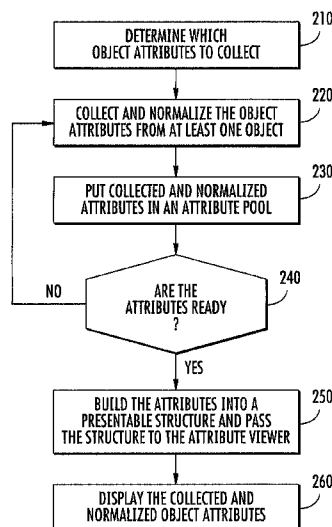 210
DETERMINE WHICH
OBJECT ATTRIBUTES TO COLLECT
220
COLLECT AND NORMALIZE THE OBJECT
ATTRIBUTES FROM AT LEAST ONE OBJECT
230
PUT COLLECTED AND NORMALIZED
ATTRIBUTES IN AN ATTRIBUTE POOL
240
ARE THE
ATTRIBUTES READY
?
NO
YES
250
BUILD THE ATTRIBUTES INTO A
PRESENTABLE STRUCTURE AND PASS
THE STRUCTURE TO THE ATTRIBUTE VIEWER
260
DISPLAY THE COLLECTED AND
NORMALIZED OBJECT ATTRIBUTES